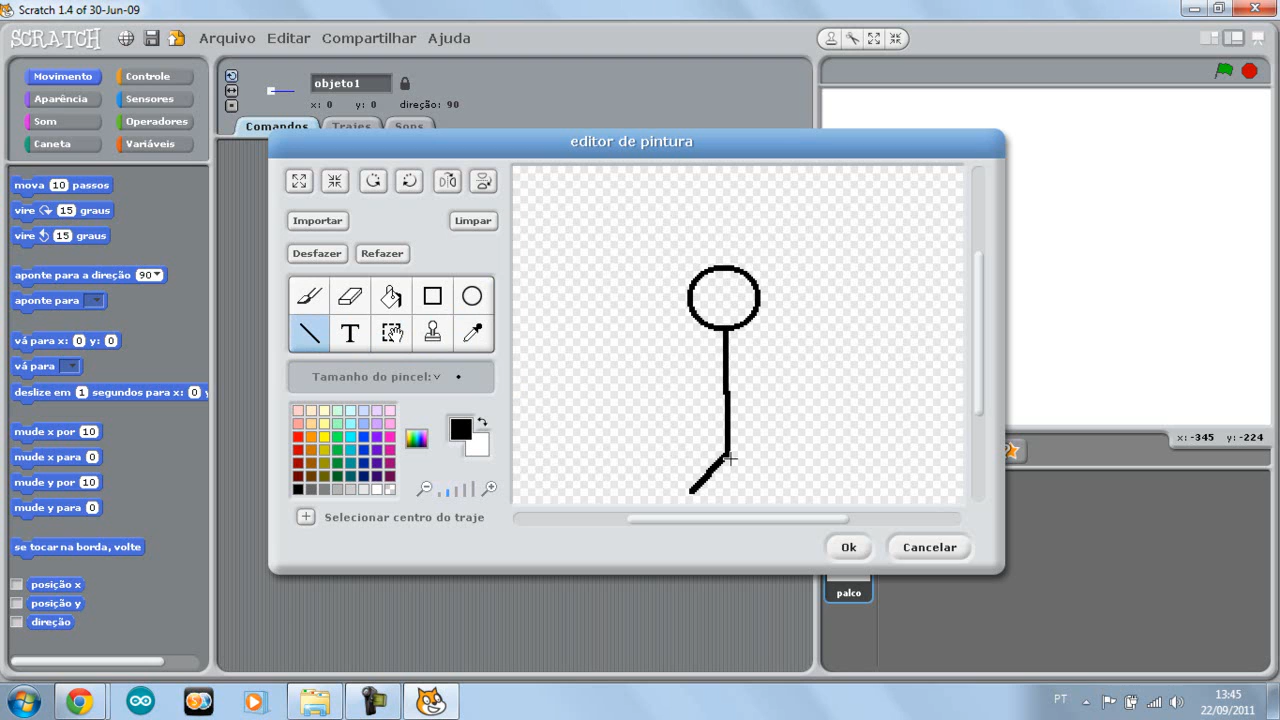 Scratch 1.4 of 30-Jun-09
SCRATCH Arquivo Editar Compartilhar Ajuda
Movimento Controle
Aparência Sensores
Som Operadores
Caneta Variáveis
objeto1
x: 0 y: 0 direção: 90
Comandos Trajes Sons
mova 10 passos
vire 15 graus
vire 15 graus
aponte para a direção 90
aponte para
vá para x: 0 y: 0
vá para
deslize em 1 segundos para x: 0 y
mude x por 10
mude x para 0
mude y por 10
mude y para 0
se tocar na borda, volte
posição x
posição y
direção
editor de pintura
Importar Limpar
Desfazer Refazer
T
Tamanho do pincel:
Selecionar centro do traje
Ok Cancelar
x: -345 y: -224
palco
PT
13:45
22/09/2011